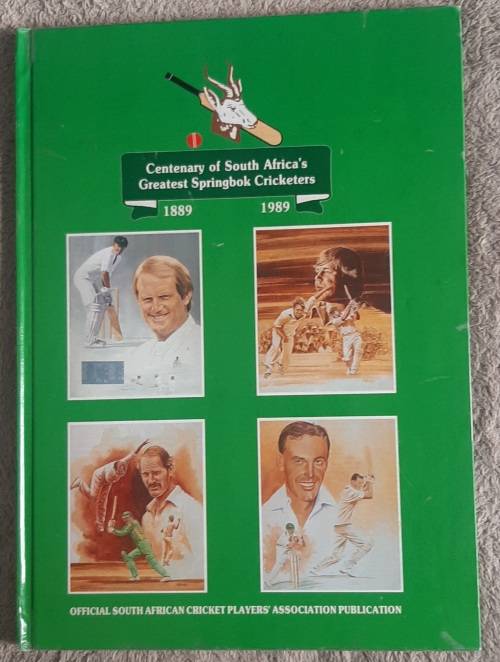 Centenary of South Africa's
Greatest Springbok Cricketers
1889 1989
OFFICIAL SOUTH AFRICAN CRICKET PLAYERS' ASSOCIATION PUBLICATION